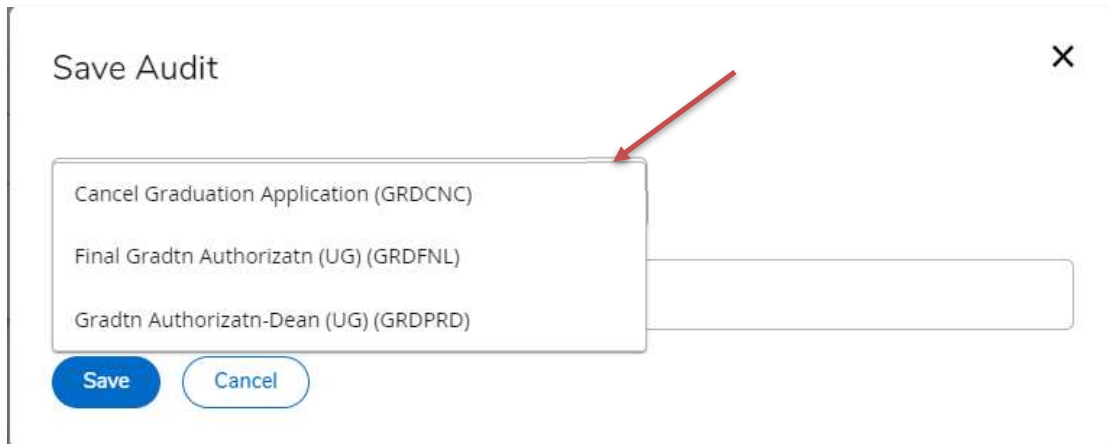 Save Audit
Cancel Graduation Application (GRDCNC)
Final Gradtn Authorizatn (UG) (GRDFNL)
Gradtn Authorizatn-Dean (UG) (GRDPRD)
Save
Cancel